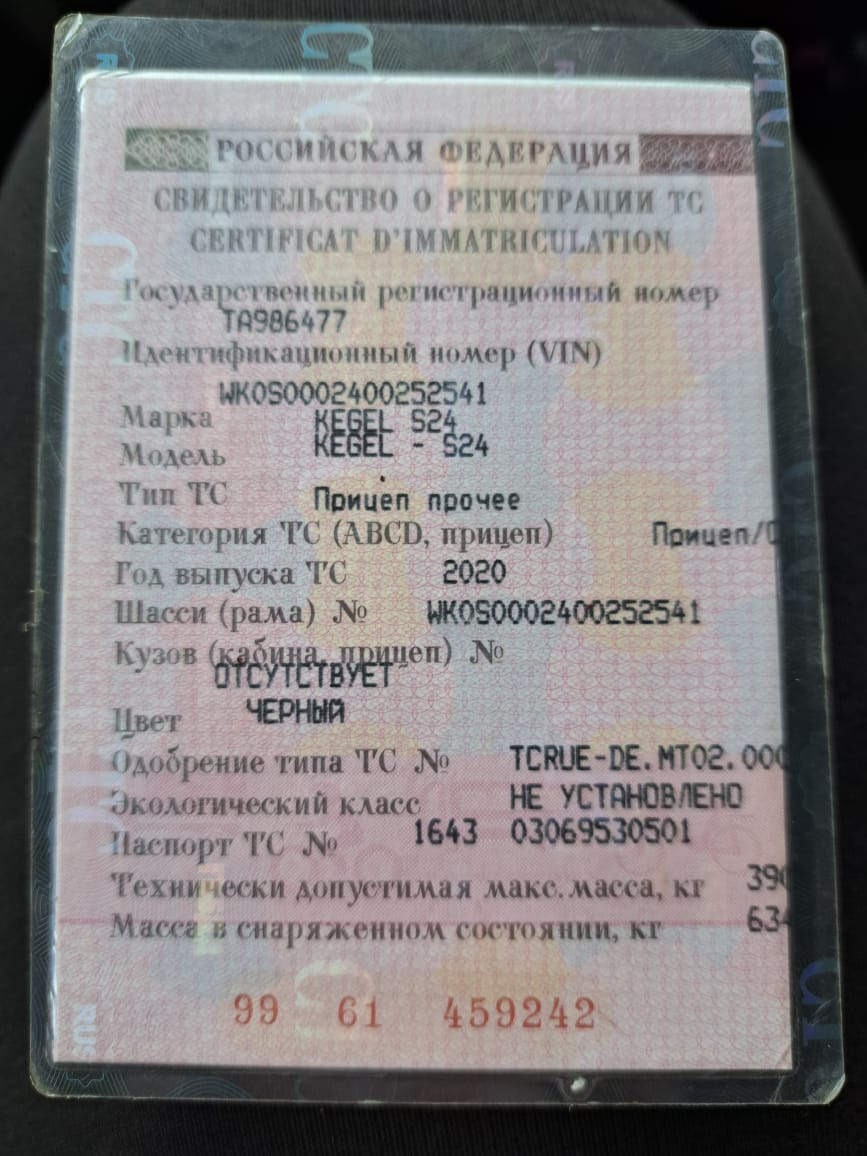 РОССИЙСКАЯ ФЕДЕРАЦИЯ
СВИДЕТЕЛЬСТВО О РЕГИСТРАЦИИ ТС
CERTIFICAT D'IMMATRICULATION
Государственный регистрационный номер
ТА986477
Идентификационный номер (VIN)
WK0S0002400252541
Марка KEGEL S24
Модель KEGEL - S24
Тип ТС Прицеп прочее
Категория ТС (ABCD, прицеп) Прицеп/
Год выпуска ТС 2020
Шасси (рама) № WK0S0002400252541
Кузов (кабина, прицеп) №
ОТСУТСТВУЕТ
Цвет ЧЕРНЫЙ
Одобрение типа ТС № TCRUE-DE.MT02.000
Экологический класс НЕ УСТАНОВЛЕНО
Паспорт ТС № 1643 03069530501
Технически допустимая макс. масса, кг
Масса в снаряженном состоянии, кг
99 61 459242